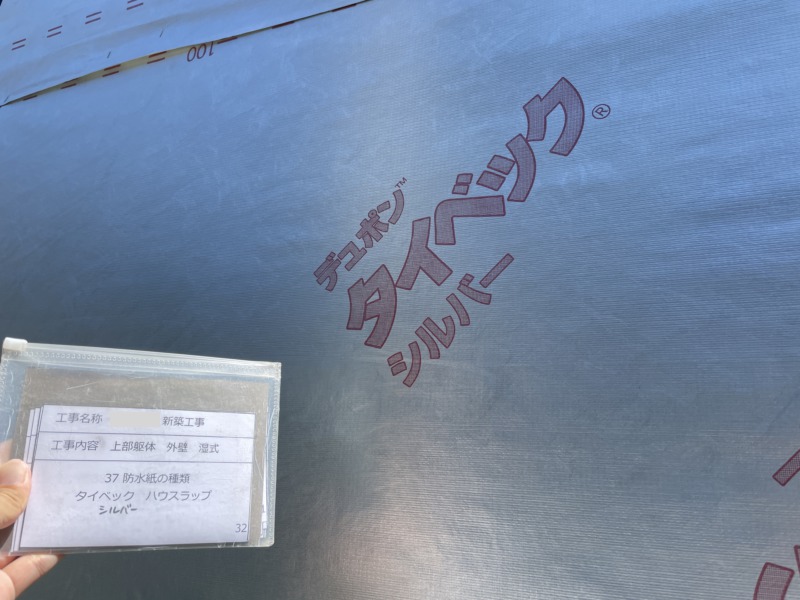 100
デュポン™
タイベック®
シルバー
工事名称 新築工事
工事内容 上部躯体 外壁 湿式
37 防水紙の種類
タイベック ハウスラップ
シルバー
32